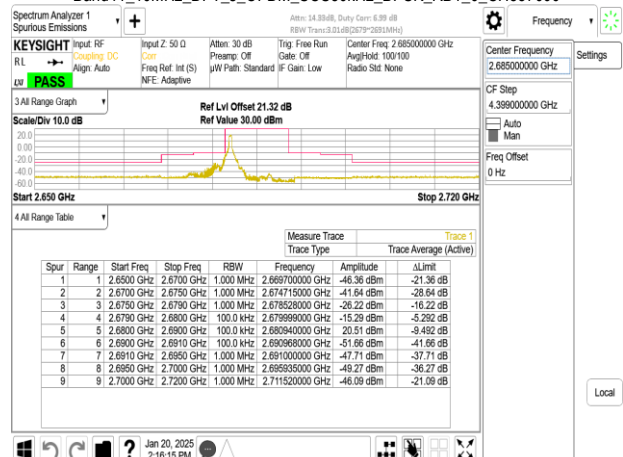 Spectrum Analyzer 1
Spurious Emissions
Attn: 14.33dB, Duty Corr: 6.99 dB
RBW Trans:3.01dB(2679~2691MHz)
Frequency
KEYSIGHT
RL
PASS
Input: RF
Coupling: DC
Align: Auto
Input Z: 50 Ω
Corr
Freq Ref: Int (S)
NFE: Adaptive
Atten: 30 dB
Preamp: Off
µW Path: Standard
Trig: Free Run
Gate: Off
IF Gain: Low
Center Freq: 2.685000000 GHz
Avg|Hold: 100/100
Radio Std: None
Center Frequency
2.685000000 GHz
Settings
CF Step
4.399000000 GHz
Auto
Man
Freq Offset
0 Hz
3 All Range Graph
Scale/Div 10.0 dB
Ref Lvl Offset 21.32 dB
Ref Value 30.00 dBm
20.0
0.00
-20.0
-40.0
-60.0
Start 2.650 GHz
Stop 2.720 GHz
4 All Range Table
Measure Trace Trace 1
Trace Type Trace Average (Active)
Spur Range Start Freq Stop Freq RBW Frequency Amplitude ΔLimit
1 1 2.6500 GHz 2.6700 GHz 1.000 MHz 2.669700000 GHz -46.36 dBm -21.36 dB
2 2 2.6700 GHz 2.6750 GHz 1.000 MHz 2.674715000 GHz -41.64 dBm -28.64 dB
3 3 2.6750 GHz 2.6790 GHz 1.000 MHz 2.678528000 GHz -26.22 dBm -16.22 dB
4 4 2.6790 GHz 2.6800 GHz 100.0 kHz 2.679999000 GHz -15.29 dBm -5.292 dB
5 5 2.6800 GHz 2.6900 GHz 100.0 kHz 2.680940000 GHz 20.51 dBm -9.492 dB
6 6 2.6900 GHz 2.6910 GHz 100.0 kHz 2.690968000 GHz -51.66 dBm -41.66 dB
7 7 2.6910 GHz 2.6950 GHz 1.000 MHz 2.691000000 GHz -47.71 dBm -37.71 dB
8 8 2.6950 GHz 2.7000 GHz 1.000 MHz 2.695935000 GHz -49.27 dBm -36.27 dB
9 9 2.7000 GHz 2.7200 GHz 1.000 MHz 2.711520000 GHz -46.09 dBm -21.09 dB
Local
?
Jan 20, 2025
2:16:15 PM